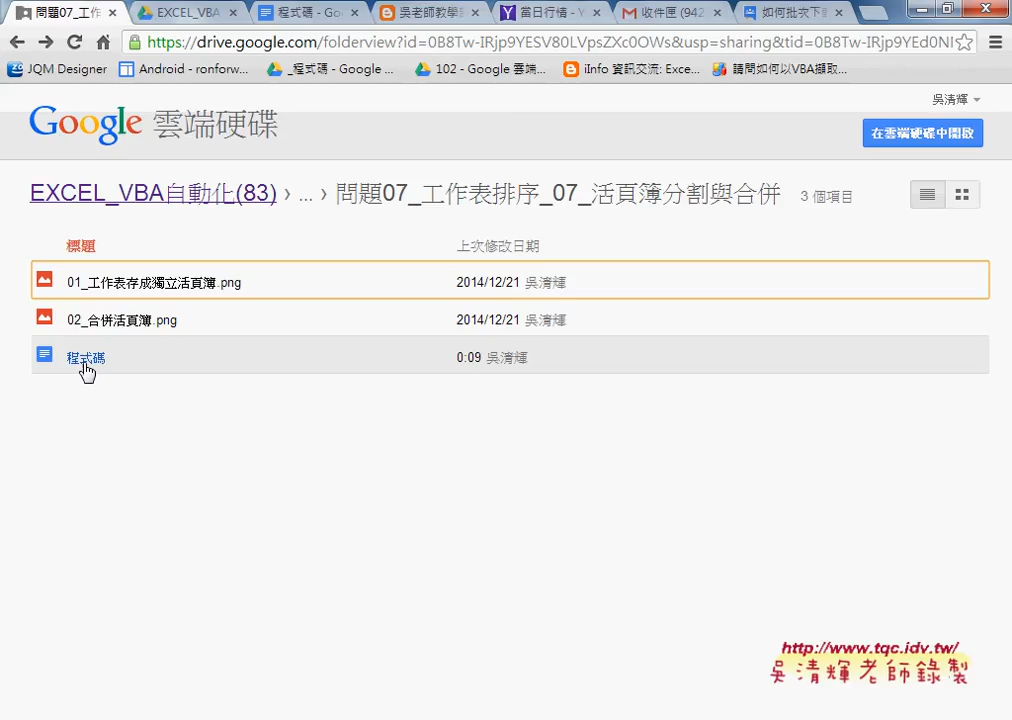 問題07_工作
EXCEL_VBA
程式碼 - Go
吳老師教學
當日行情 - Y
收件匣 (942
如何批次下
https://drive.google.com/folderview?id=0B8Tw-IRjp9YESV80LVpsZXc0OWs&usp=sharing&tid=0B8Tw-IRjp9YEd0NI
JQM Designer
Android - ronforw...
_程式碼 - Google ...
102 - Google 雲端...
iInfo 資訊交流: Exce...
請問如何以VBA擷取...
吳清輝
Google 雲端硬碟
在雲端硬碟中開啟
EXCEL_VBA自動化(83) › ... › 問題07_工作表排序_07_活頁簿分割與合併 3 個項目
標題 上次修改日期
01_工作表存成獨立活頁簿.png 2014/12/21 吳清輝
02_合併活頁簿.png 2014/12/21 吳清輝
程式碼 0:09 吳清輝
http://www.tqc.idv.tw/
吳清輝老師錄製